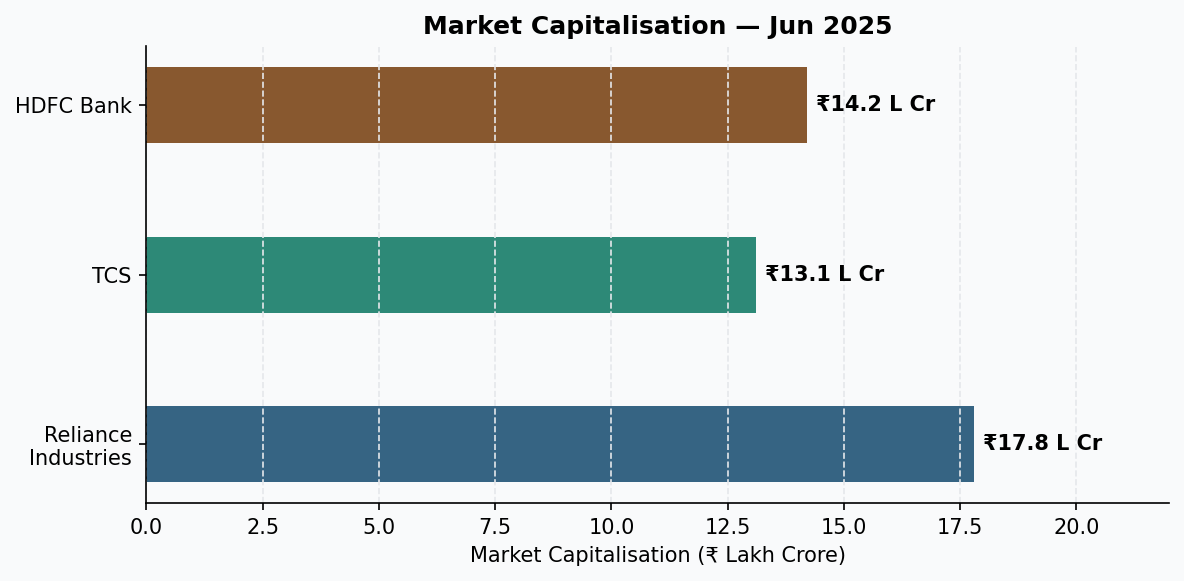 Market Capitalisation — Jun 2025
HDFC Bank
₹14.2 L Cr
TCS
₹13.1 L Cr
Reliance
Industries
₹17.8 L Cr
0.0 2.5 5.0 7.5 10.0 12.5 15.0 17.5 20.0
Market Capitalisation (₹ Lakh Crore)